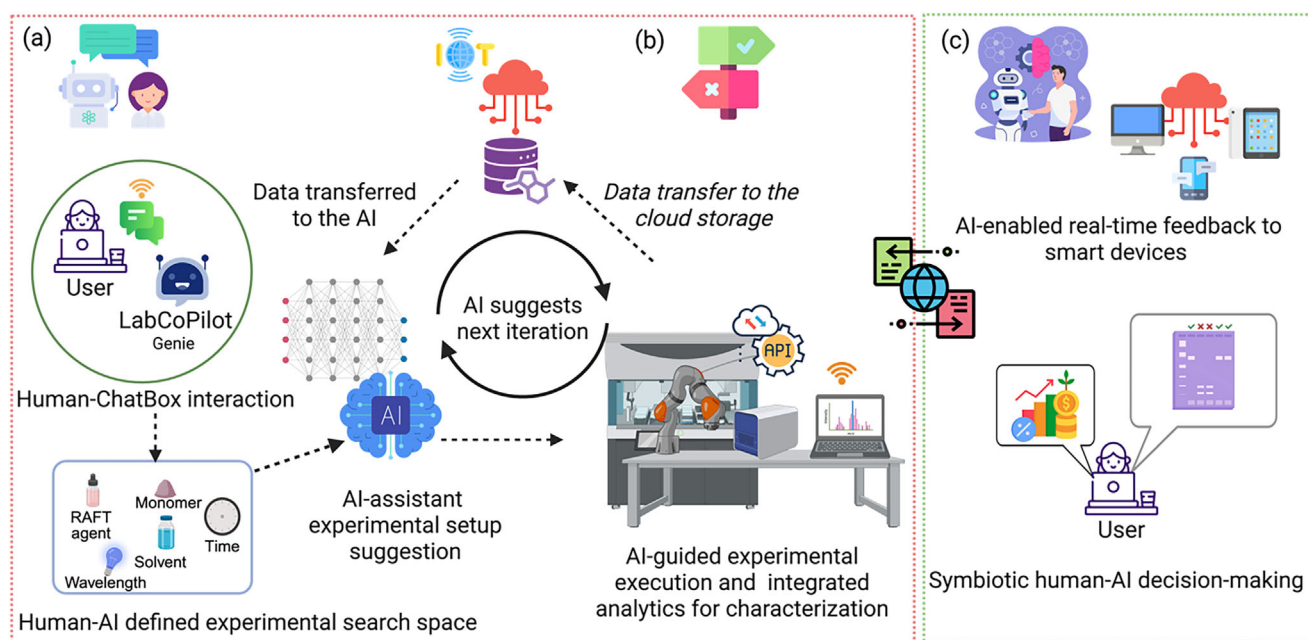 (a)
IOT
(b)
Data transferred
to the AI
Data transfer to the
cloud storage
User
LabCoPilot
Genie
Human-ChatBox interaction
AI suggests
next iteration
AI
API
RAFT
agent
Monomer
Solvent
Time
Wavelength
Human-AI defined experimental search space
AI-assistant
experimental setup
suggestion
AI-guided experimental
execution and integrated
analytics for characterization
(c)
AI-enabled real-time feedback to
smart devices
User
Symbiotic human-AI decision-making